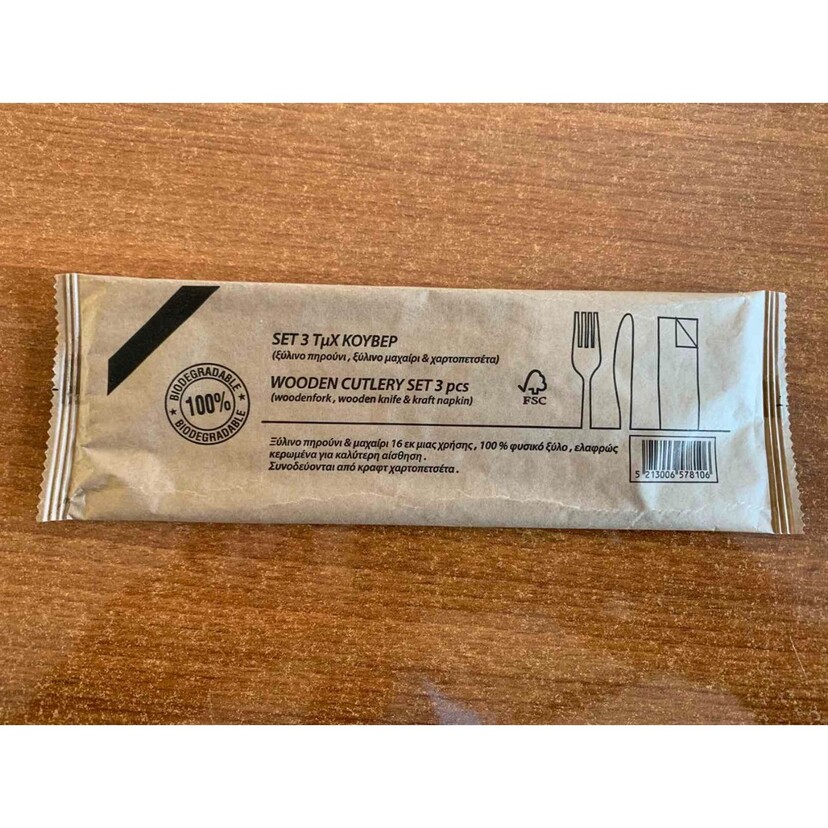 SET 3 ΤμΧ ΚΟΥΒΕΡ
(ξύλινο πηρούνι , ξύλινο μαχαίρι & χαρτοπετσέτα)
WOODEN CUTLERY SET 3 pcs
(woodenfork , wooden knife & kraft napkin)
FSC
BIODEGRADABLE
100%
BIODEGRADABLE
Ξύλινο πηρούνι & μαχαίρι 16 εκ μιας χρήσης , 100 % φυσικό ξύλο , ελαφρώς
κερωμένα για καλύτερη αίσθηση .
Συνοδεύονται από κραφτ χαρτοπετσέτα .
5 213006 578106